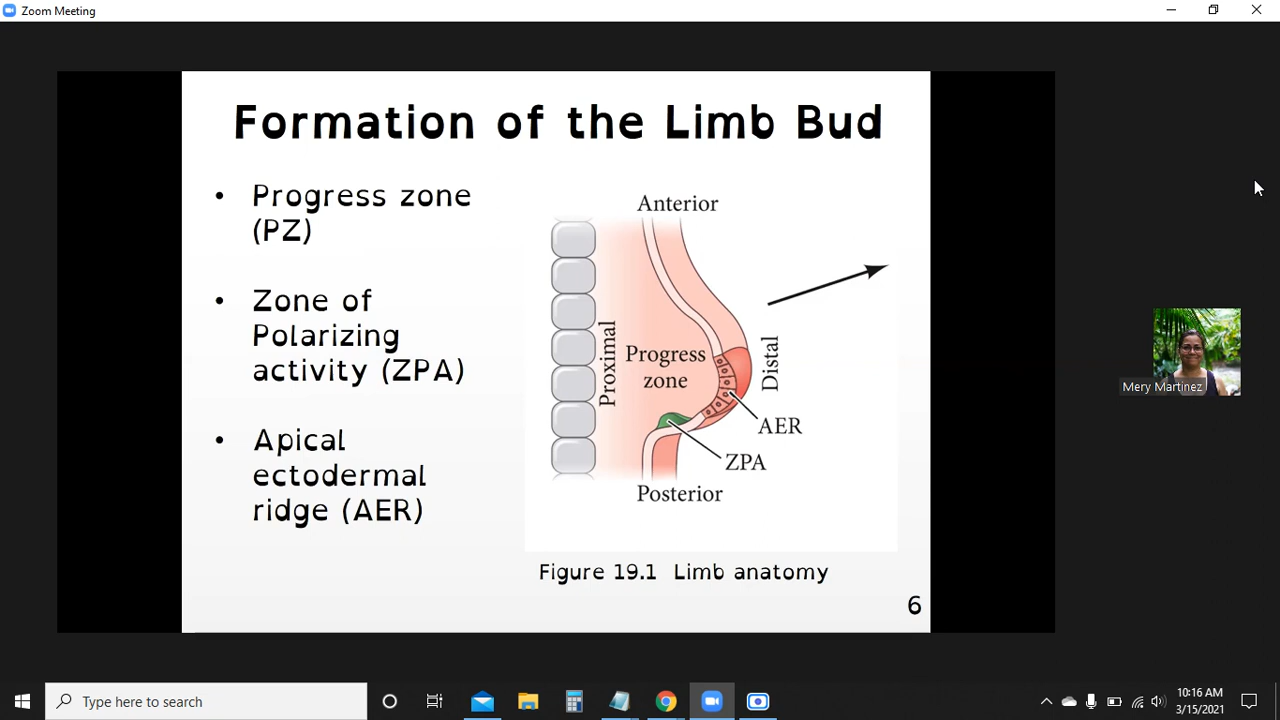 Zoom Meeting
Formation of the Limb Bud
• Progress zone
(PZ)
• Zone of
Polarizing
activity (ZPA)
• Apical
ectodermal
ridge (AER)
Anterior
Proximal
Progress
zone
Distal
AER
ZPA
Posterior
Figure 19.1 Limb anatomy
6
Mery Martinez
Type here to search
10:16 AM
3/15/2021